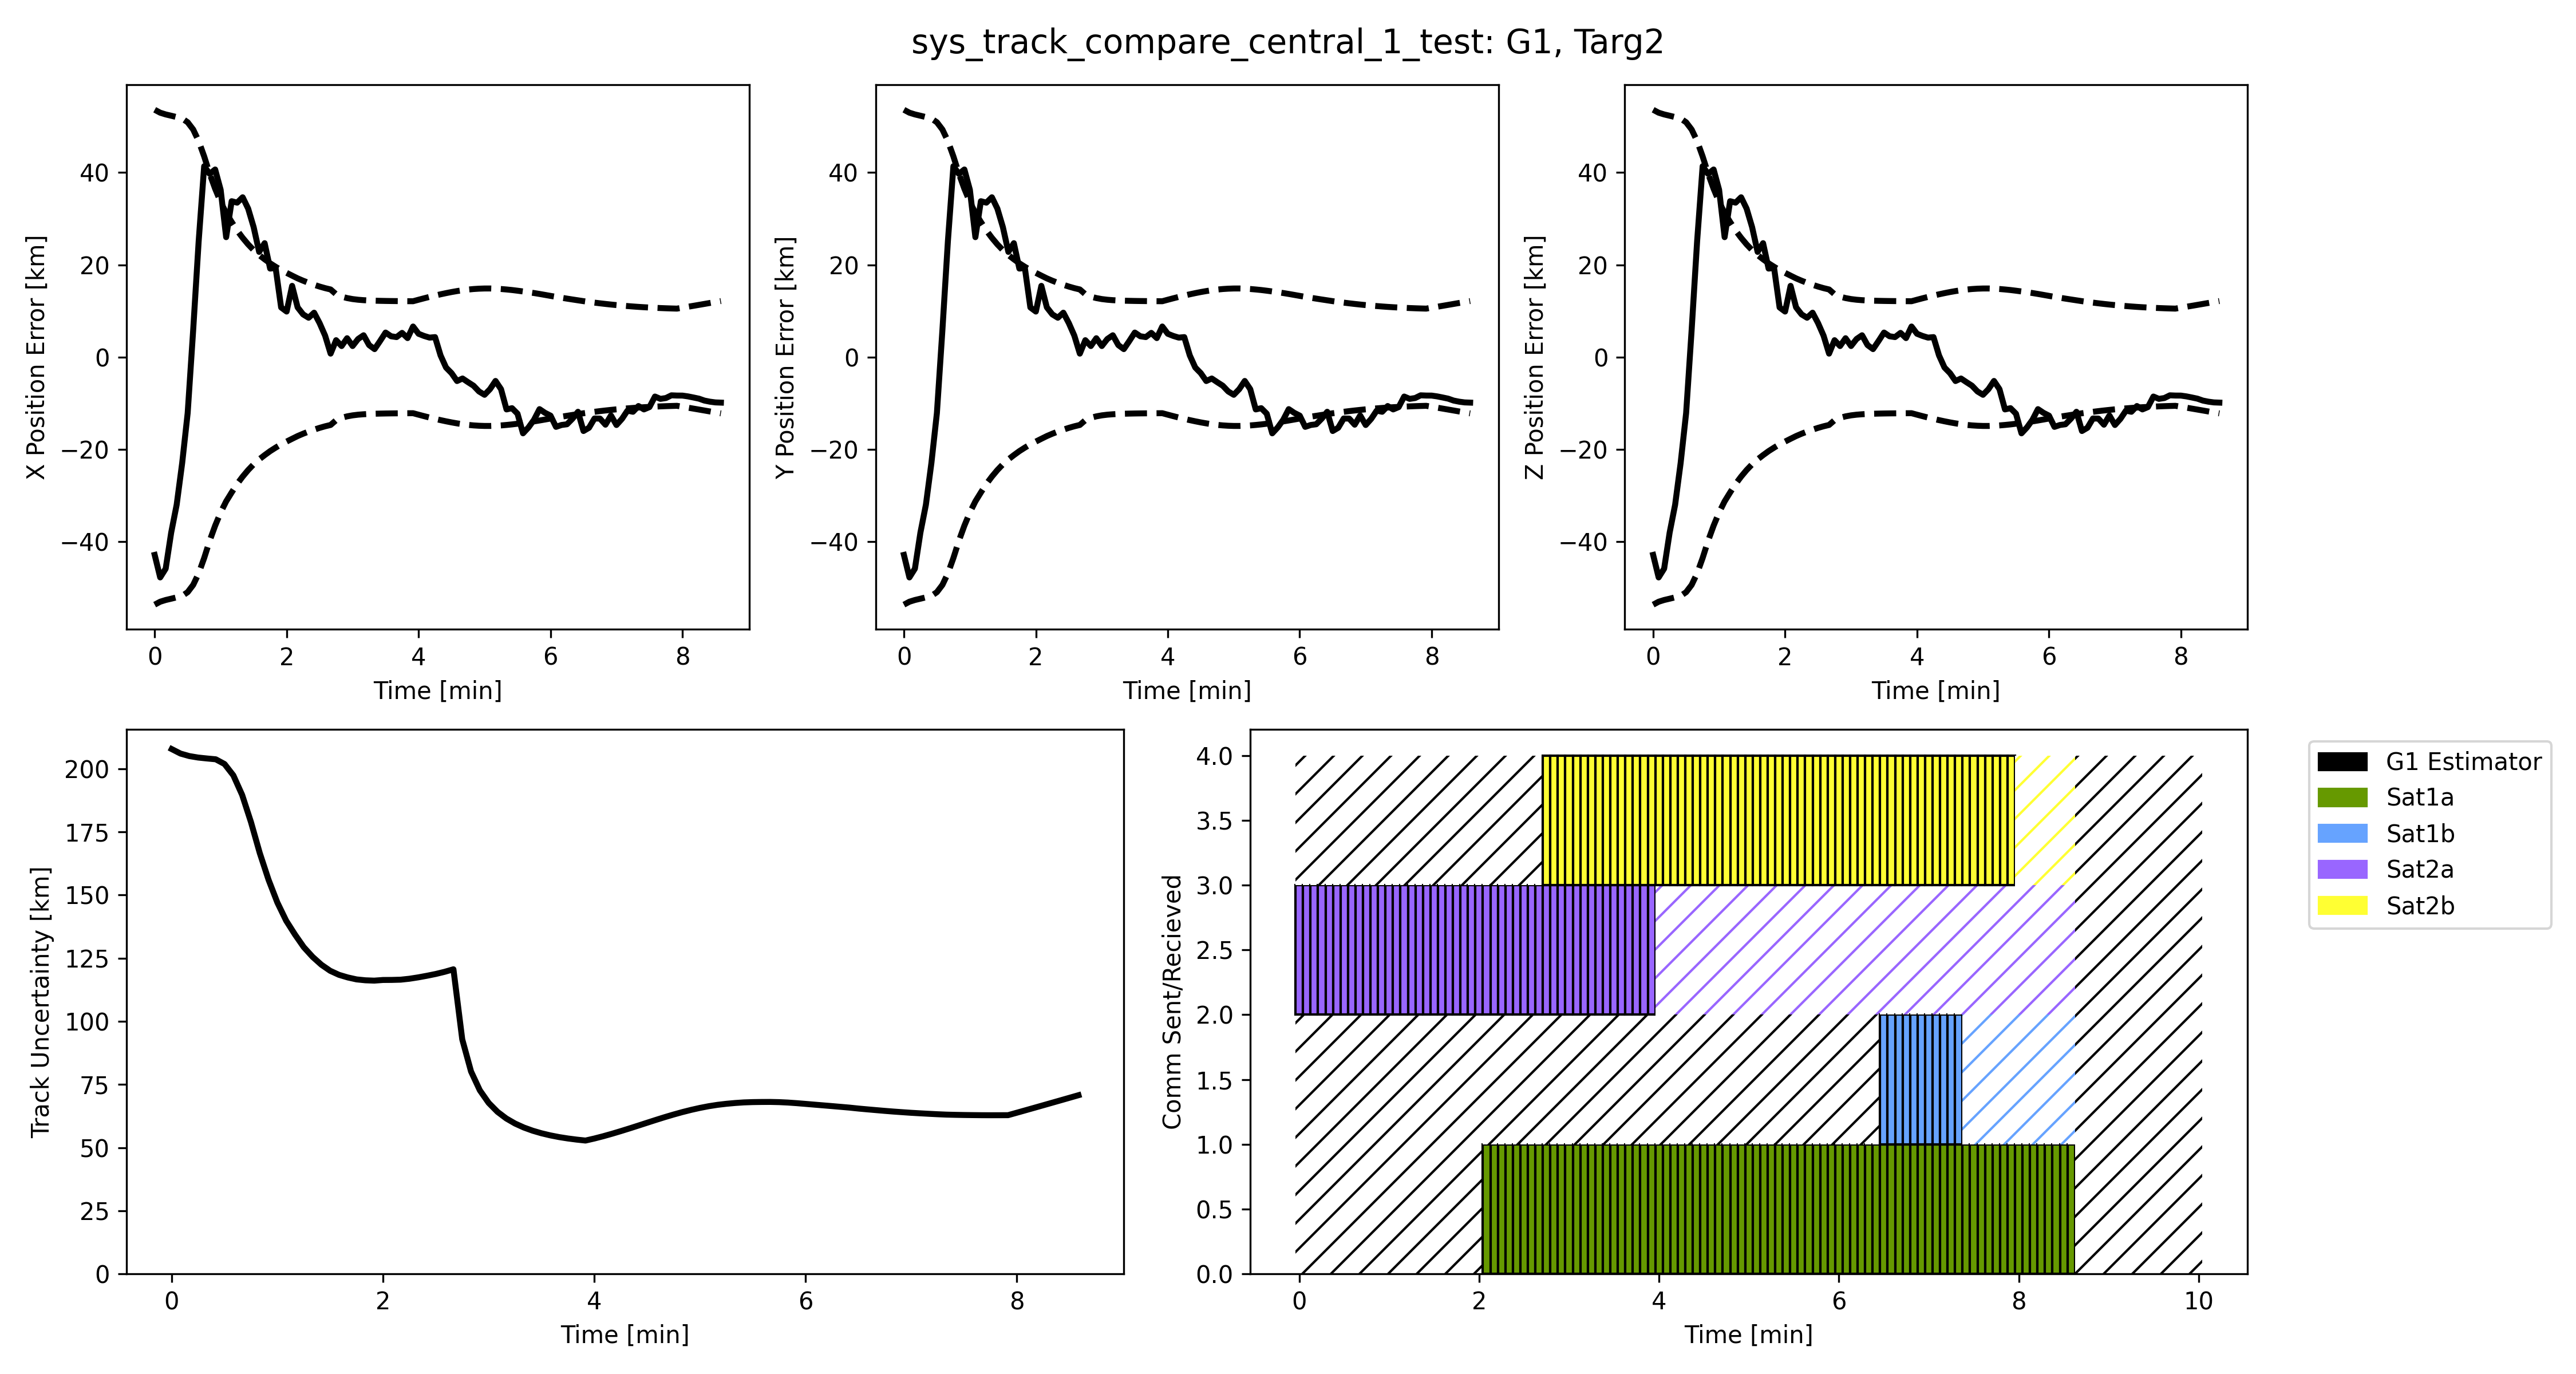 sys_track_compare_central_1_test: G1, Targ2
X Position Error [km]
40
20
0
−20
−40
0 2 4 6 8
Time [min]
Y Position Error [km]
40
20
0
−20
−40
0 2 4 6 8
Time [min]
Z Position Error [km]
40
20
0
−20
−40
0 2 4 6 8
Time [min]
Track Uncertainty [km]
200
175
150
125
100
75
50
25
0
0 2 4 6 8
Time [min]
Comm Sent/Recieved
4.0
3.5
3.0
2.5
2.0
1.5
1.0
0.5
0.0
0 2 4 6 8 10
Time [min]
G1 Estimator
Sat1a
Sat1b
Sat2a
Sat2b